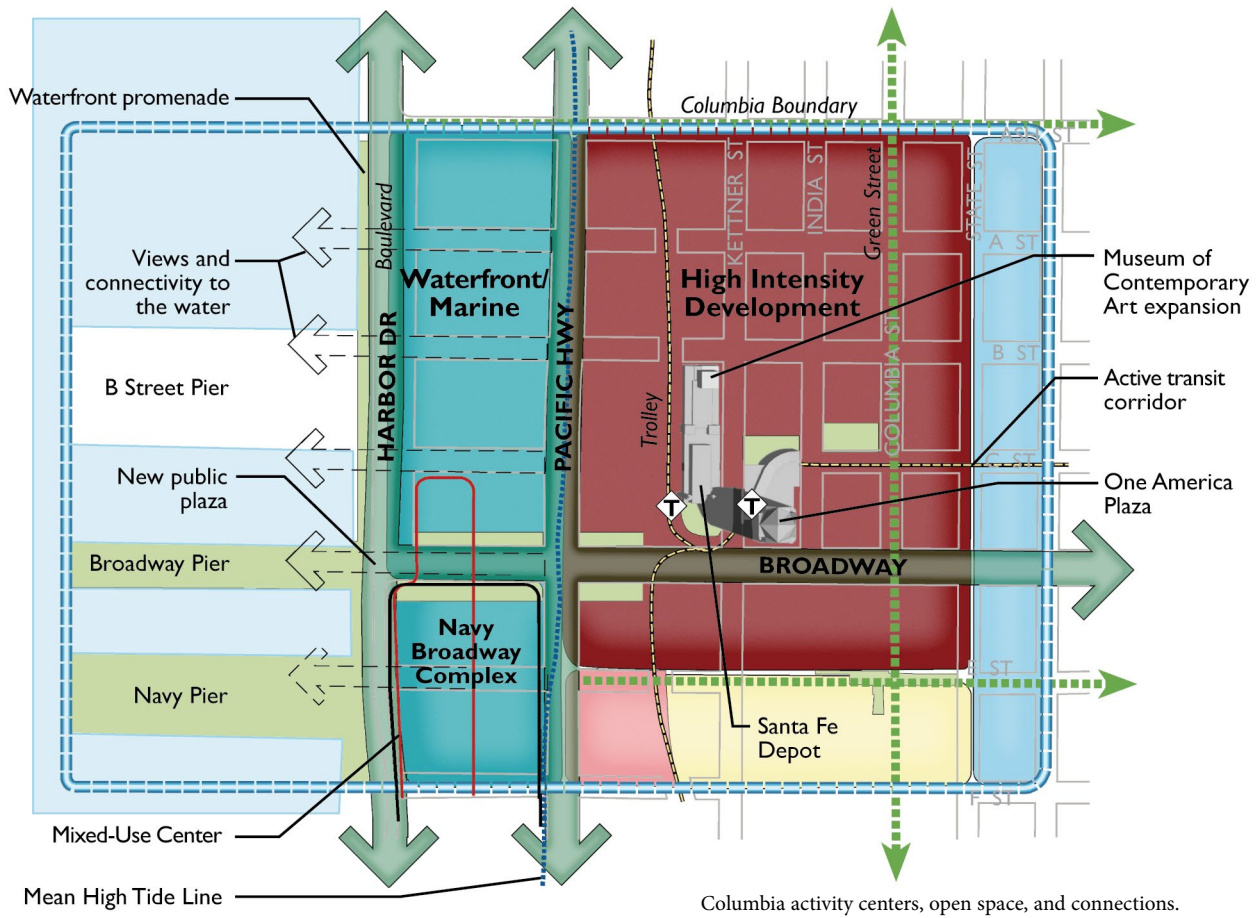 Waterfront promenade
Columbia Boundary
ASH ST
KETTNER ST
INDIA ST
Green Street
STATE ST
A ST
Boulevard
Views and
connectivity to
the water
Waterfront/
Marine
High Intensity
Development
Museum of
Contemporary
Art expansion
HARBOR DR
PACIFIC HWY
COLUMBIA ST
B ST
B Street Pier
Active transit
corridor
Trolley
C ST
New public
plaza
T
T
One America
Plaza
Broadway Pier
BROADWAY
Navy
Broadway
Complex
E ST
Navy Pier
Santa Fe
Depot
F ST
Mixed-Use Center
Mean High Tide Line
Columbia activity centers, open space, and connections.